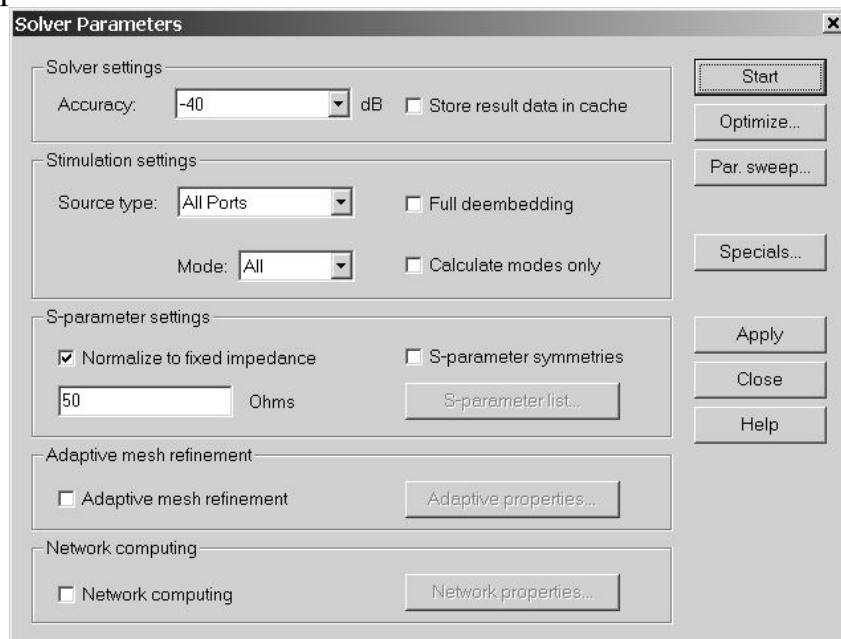 Solver Parameters
Solver settings
Accuracy: -40 dB Store result data in cache
Stimulation settings
Source type: All Ports Full deembedding
Mode: All Calculate modes only
S-parameter settings
Normalize to fixed impedance S-parameter symmetries
50 Ohms S-parameter list...
Adaptive mesh refinement
Adaptive mesh refinement Adaptive properties...
Network computing
Network computing Network properties...
Start
Optimize...
Par. sweep...
Specials...
Apply
Close
Help